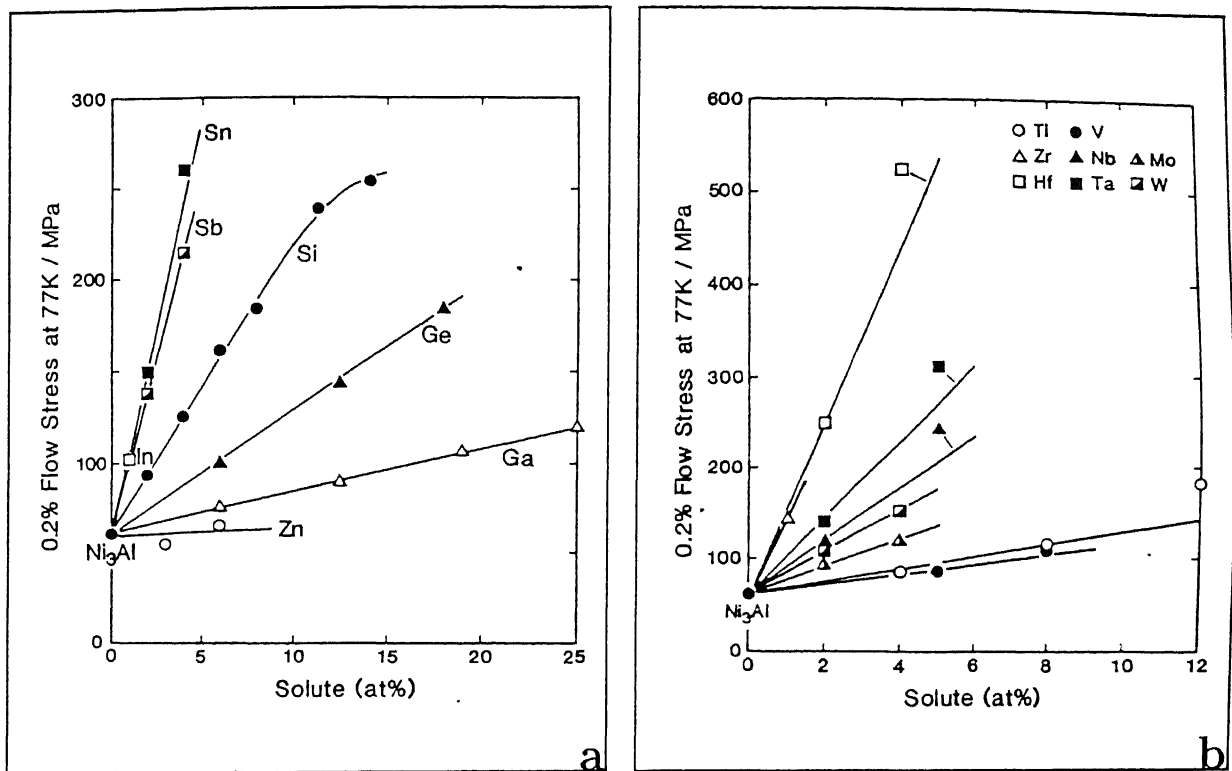 300
200
100
0
0.2% Flow Stress at 77K / MPa
Sn
Sb
Si
Ge
In
Ga
Zn
Ni3Al
0 5 10 15 20 25
Solute (at%)
a
600
500
400
300
200
100
0
0.2% Flow Stress at 77K / MPa
Ti V
Zr Nb Mo
Hf Ta W
Ni3Al
0 2 4 6 8 10 12
Solute (at%)
b